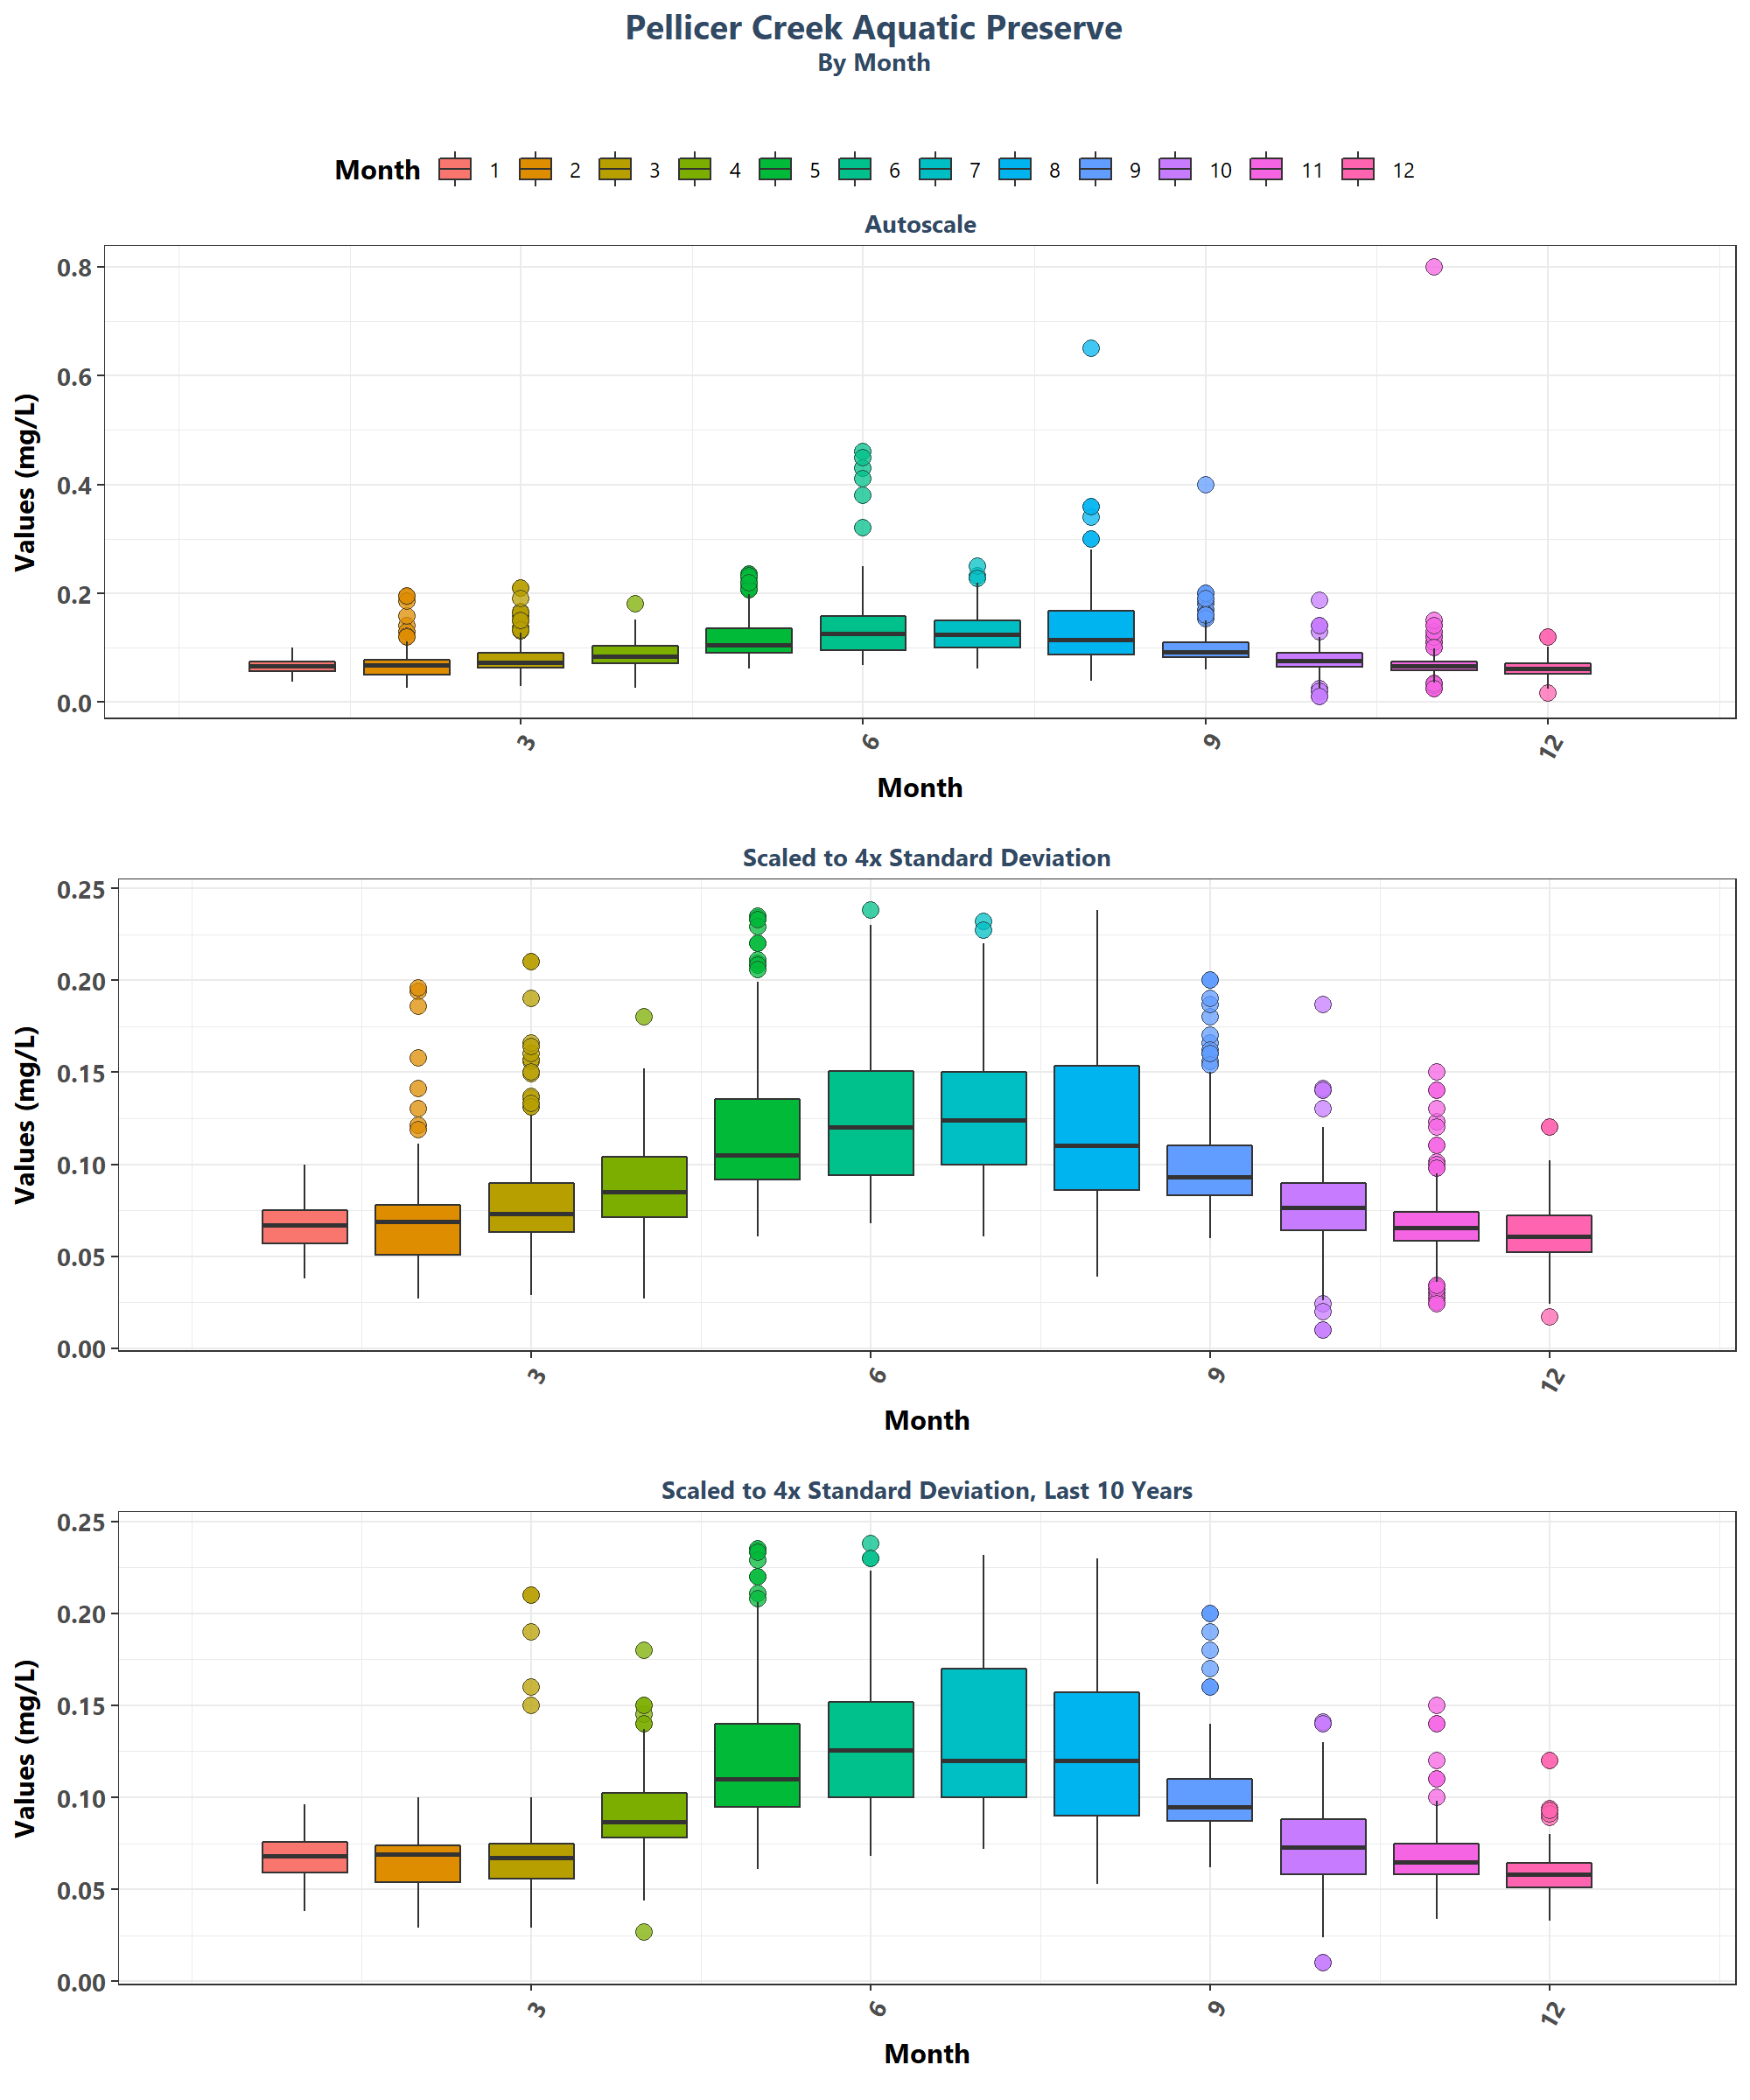 Pellicer Creek Aquatic Preserve
By Month
Month 1 2 3 4 5 6 7 8 9 10 11 12
Autoscale
Values (mg/L)
0.8
0.6
0.4
0.2
0.0
3 6 9 12
Month
Scaled to 4x Standard Deviation
Values (mg/L)
0.25
0.20
0.15
0.10
0.05
0.00
3 6 9 12
Month
Scaled to 4x Standard Deviation, Last 10 Years
Values (mg/L)
0.25
0.20
0.15
0.10
0.05
0.00
3 6 9 12
Month